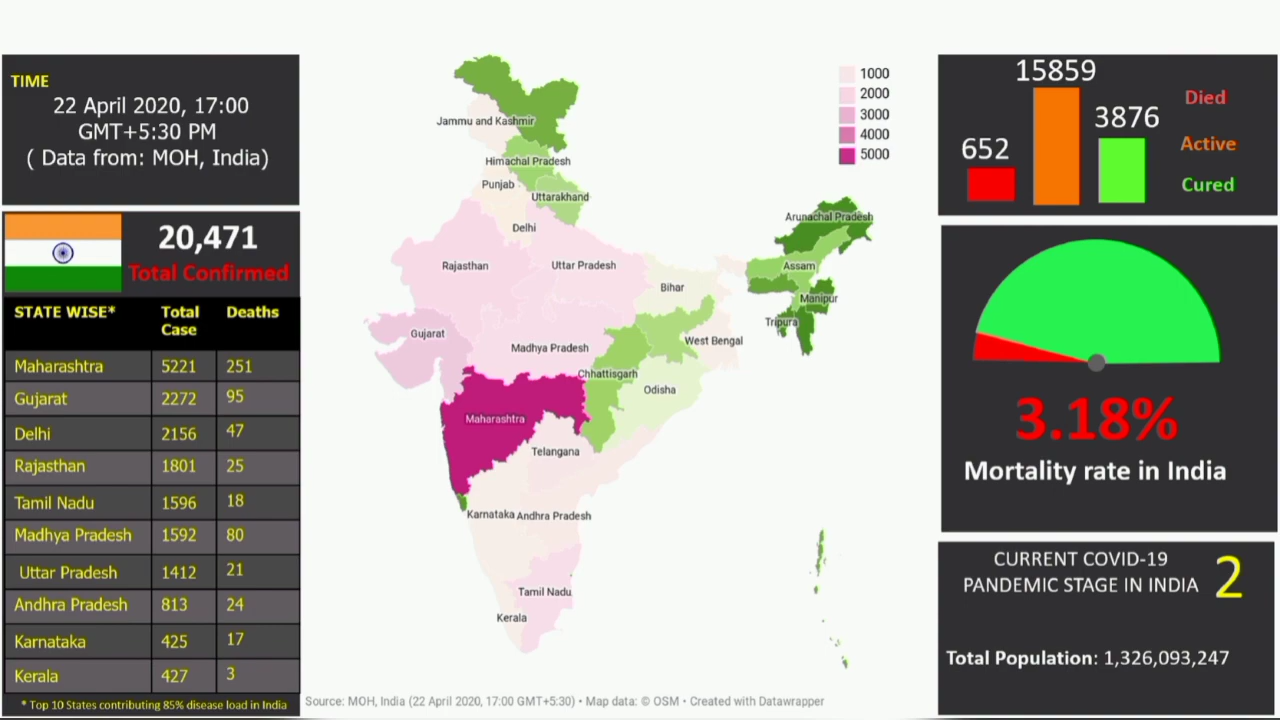 TIME
22 April 2020, 17:00
GMT+5:30 PM
( Data from: MOH, India)
20,471
Total Confirmed
STATE WISE* Total Case Deaths
Maharashtra 5221 251
Gujarat 2272 95
Delhi 2156 47
Rajasthan 1801 25
Tamil Nadu 1596 18
Madhya Pradesh 1592 80
Uttar Pradesh 1412 21
Andhra Pradesh 813 24
Karnataka 425 17
Kerala 427 3
* Top 10 States contributing 85% disease load in India
1000
2000
3000
4000
5000
Jammu and Kashmir
Himachal Pradesh
Punjab
Uttarakhand
Delhi
Arunachal Pradesh
Rajasthan
Uttar Pradesh
Assam
Bihar
Manipur
Tripura
Gujarat
Madhya Pradesh
West Bengal
Chhattisgarh
Odisha
Maharashtra
Telangana
Karnataka
Andhra Pradesh
Tamil Nadu
Kerala
Source: MOH, India (22 April 2020, 17:00 GMT+5:30) • Map data: © OSM • Created with Datawrapper
652
15859
3876
Died
Active
Cured
3.18%
Mortality rate in India
CURRENT COVID-19
PANDEMIC STAGE IN INDIA
2
Total Population: 1,326,093,247